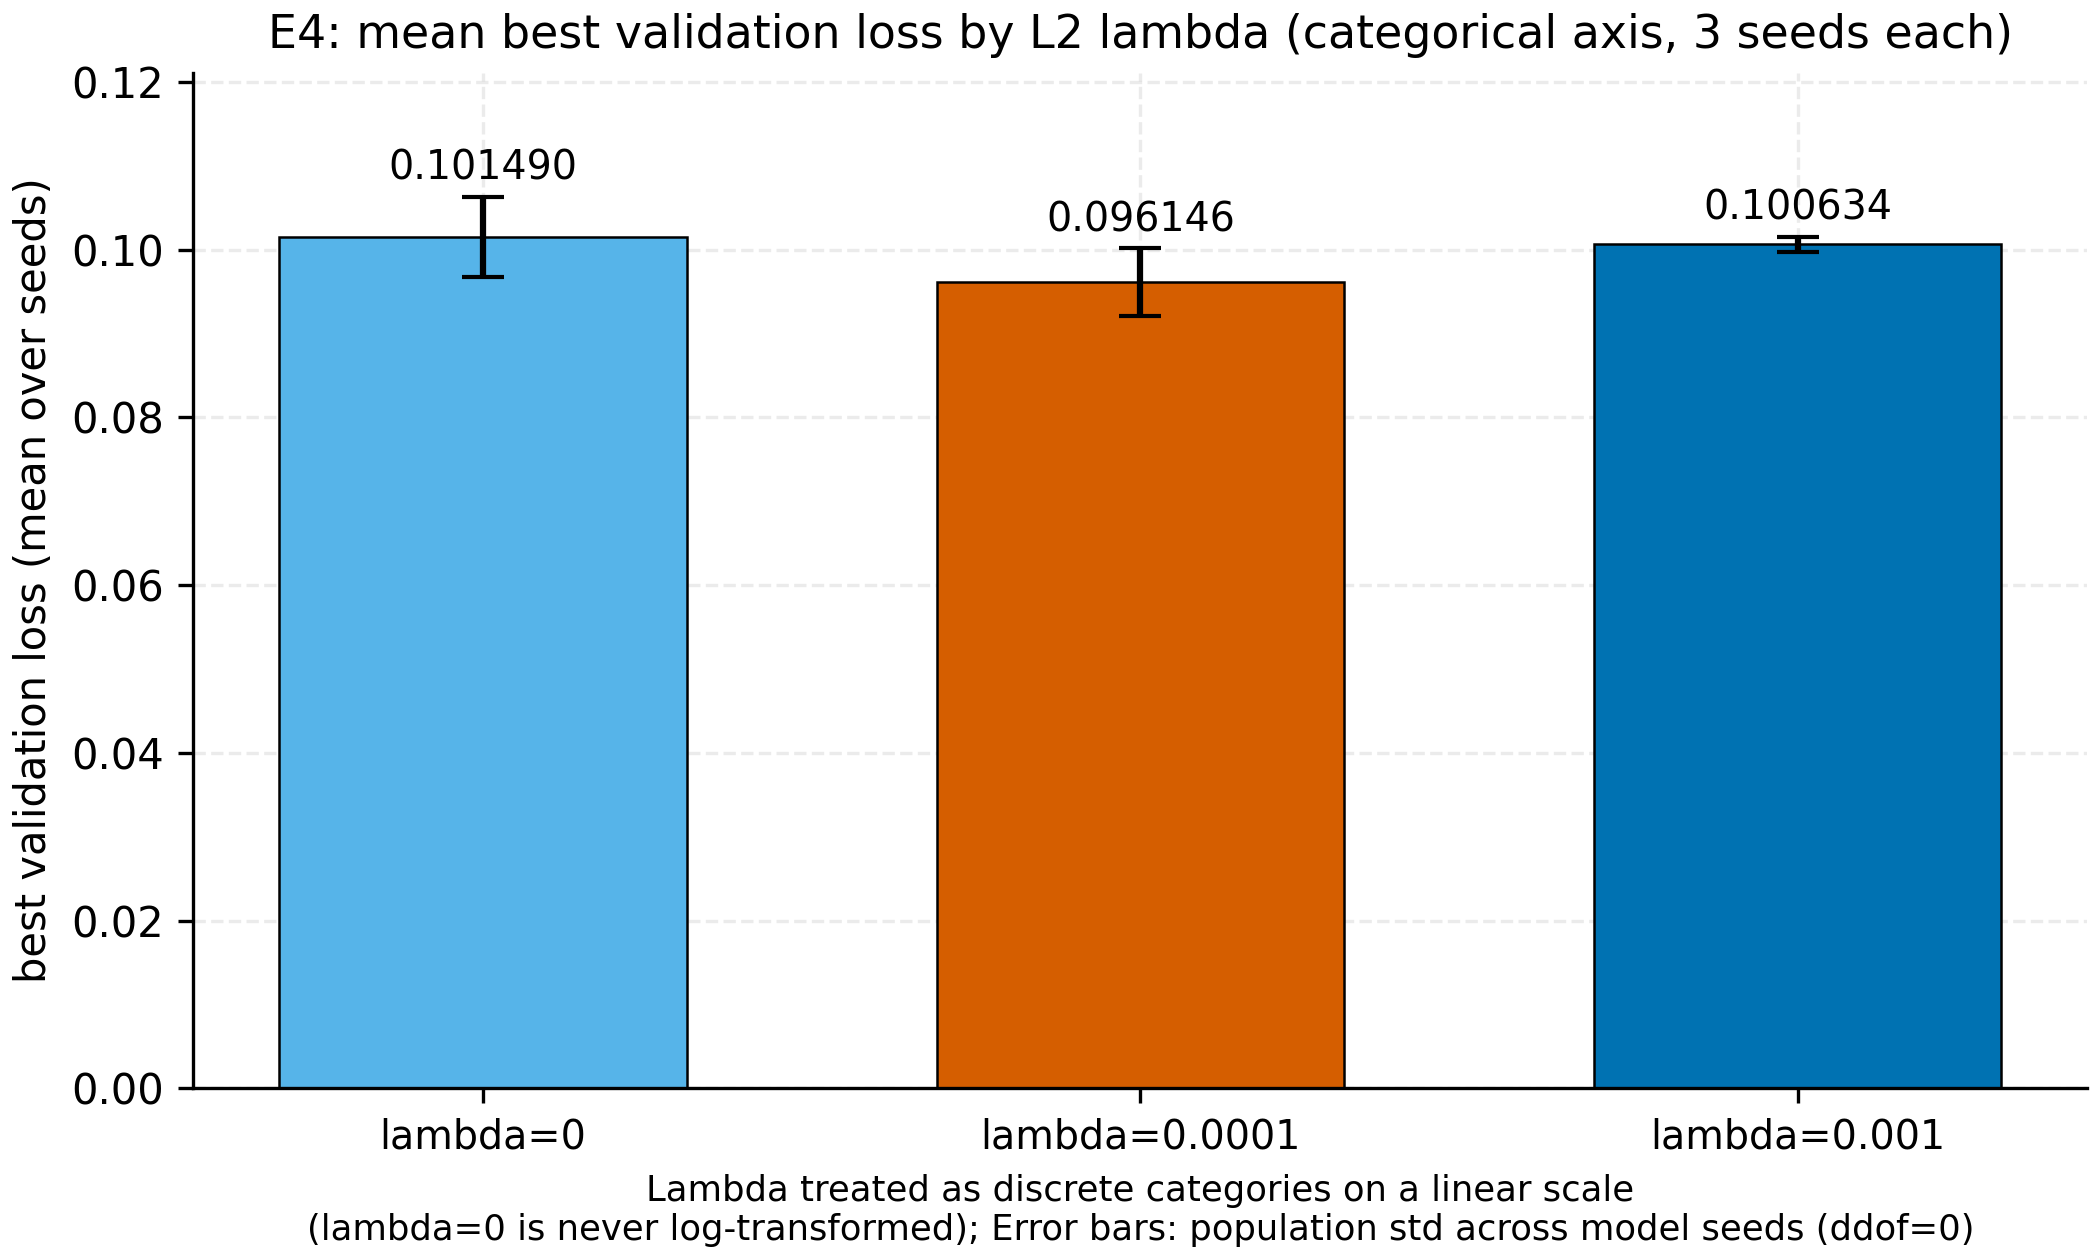 E4: mean best validation loss by L2 lambda (categorical axis, 3 seeds each)
best validation loss (mean over seeds)
0.12
0.10
0.08
0.06
0.04
0.02
0.00
0.101490
0.096146
0.100634
lambda=0
lambda=0.0001
lambda=0.001
Lambda treated as discrete categories on a linear scale
(lambda=0 is never log-transformed); Error bars: population std across model seeds (ddof=0)